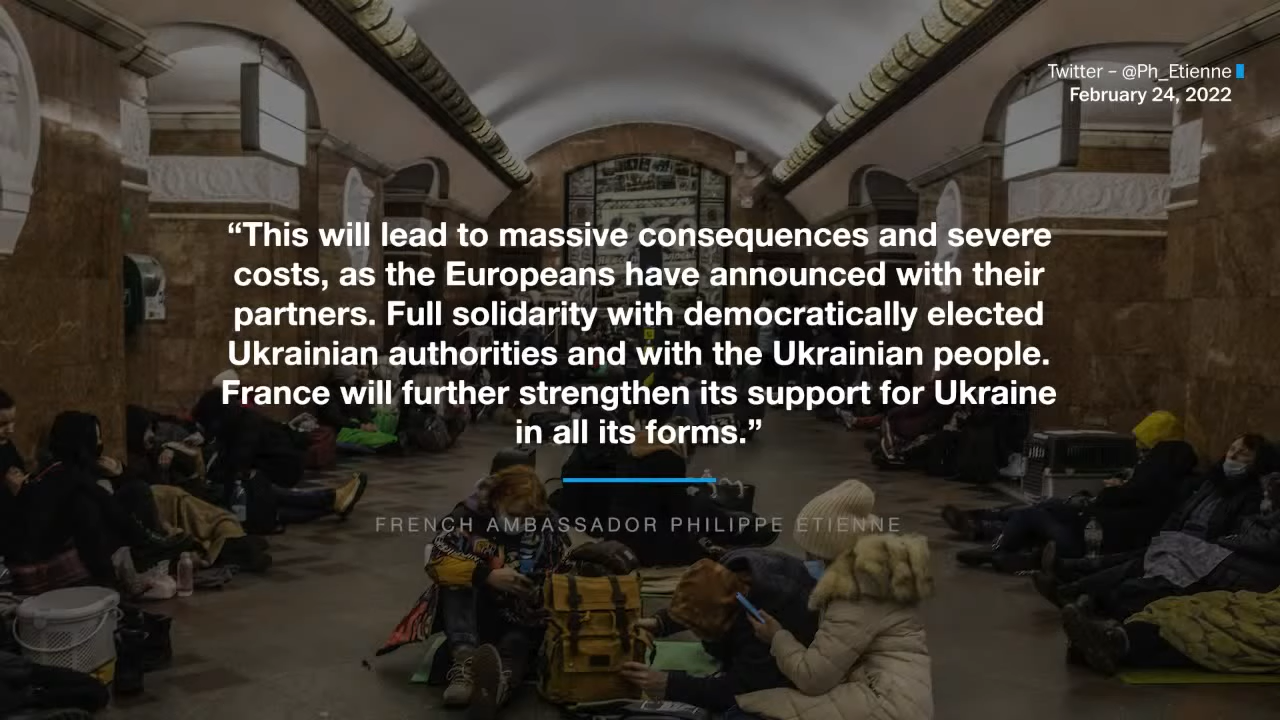 Twitter – @Ph_Etienne
February 24, 2022
“This will lead to massive consequences and severe
costs, as the Europeans have announced with their
partners. Full solidarity with democratically elected
Ukrainian authorities and with the Ukrainian people.
France will further strengthen its support for Ukraine
in all its forms.”
FRENCH AMBASSADOR PHILIPPE ETIENNE